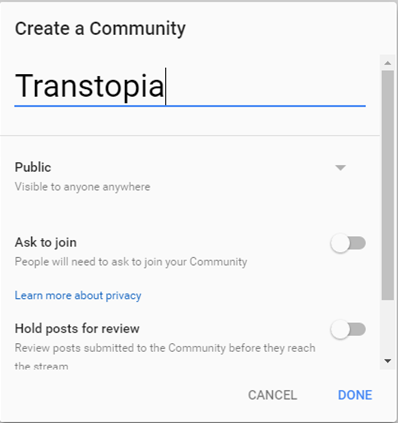 Create a Community
Transtopia
Public
Visible to anyone anywhere
Ask to join
People will need to ask to join your Community
Learn more about privacy
Hold posts for review
Review posts submitted to the Community before they reach
the stream
CANCEL DONE